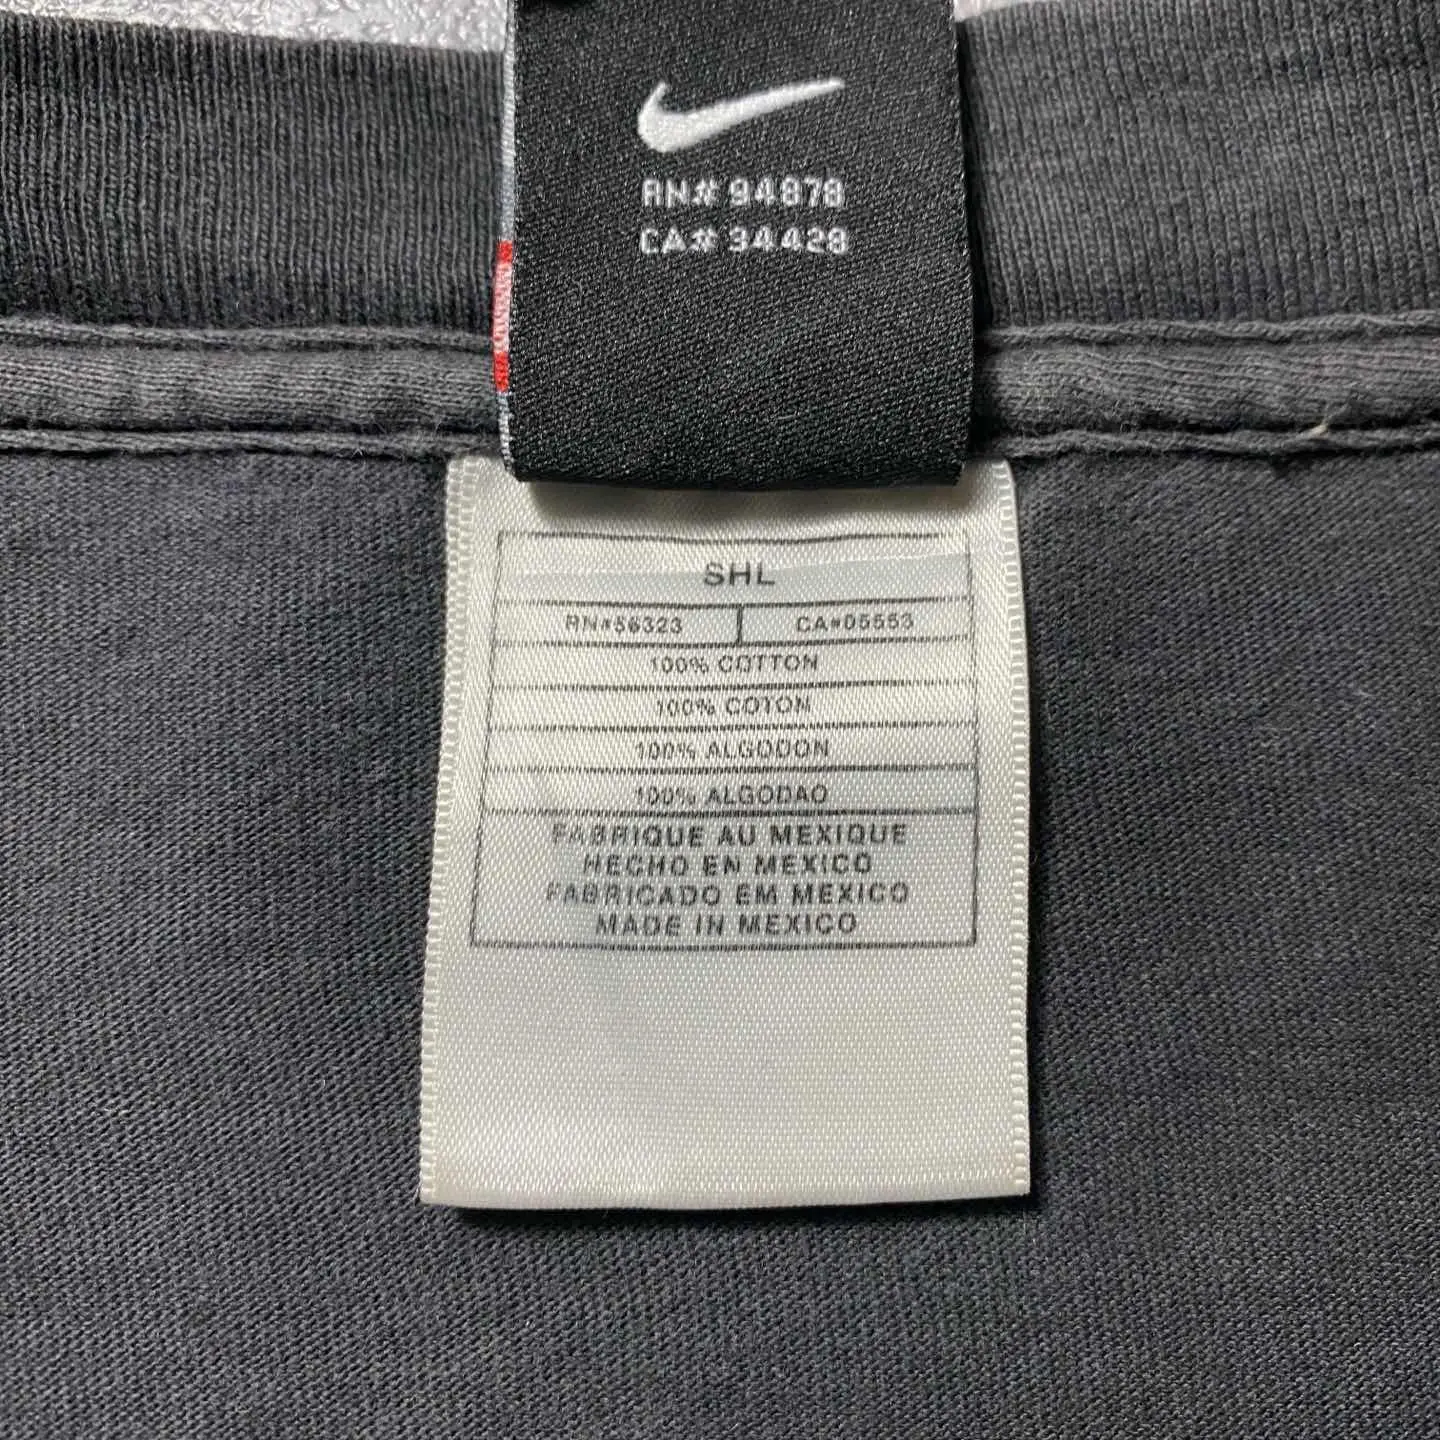 RN# 94878
CA# 34428
SHL
RN#56323 CA#05553
100% COTTON
100% COTON
100% ALGODON
100% ALGODAO
FABRIQUE AU MEXIQUE
HECHO EN MEXICO
FABRICADO EM MEXICO
MADE IN MEXICO